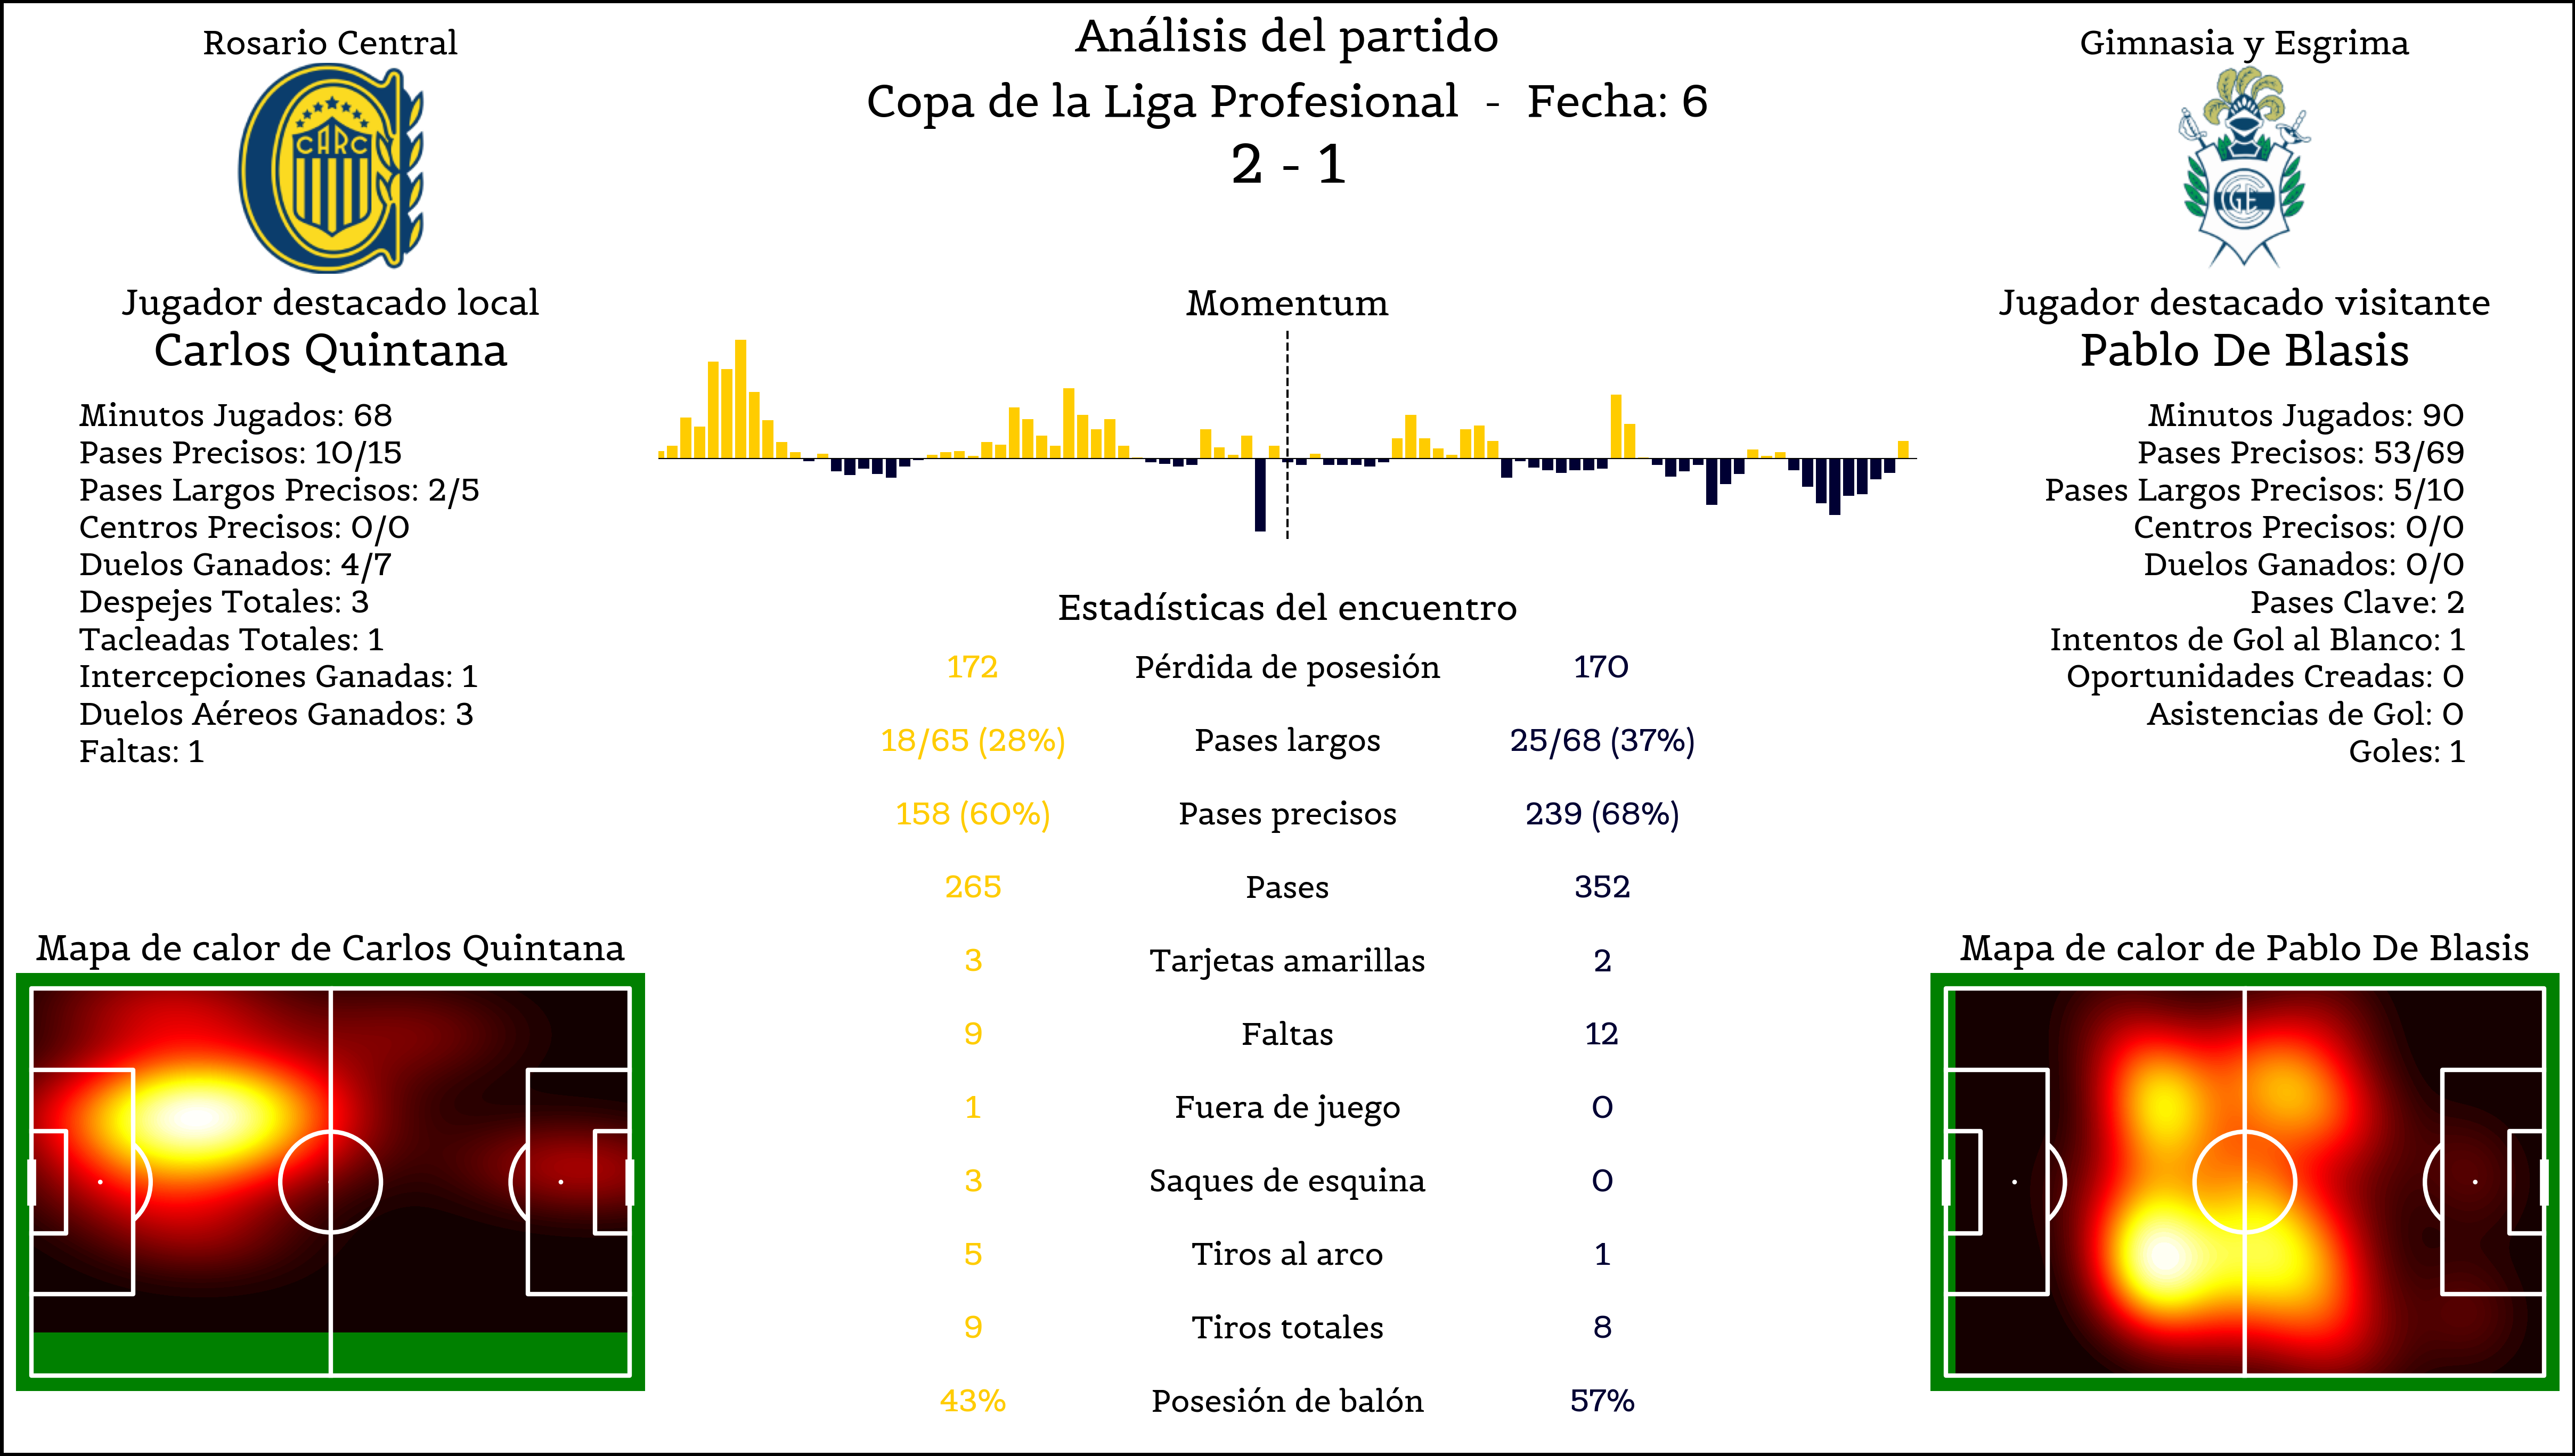 Rosario Central
CARC
Jugador destacado local
Carlos Quintana
Minutos Jugados: 68
Pases Precisos: 10/15
Pases Largos Precisos: 2/5
Centros Precisos: 0/0
Duelos Ganados: 4/7
Despejes Totales: 3
Tacleadas Totales: 1
Intercepciones Ganadas: 1
Duelos Aéreos Ganados: 3
Faltas: 1
Mapa de calor de Carlos Quintana
Análisis del partido
Copa de la Liga Profesional - Fecha: 6
2 - 1
Momentum
Estadísticas del encuentro
172 Pérdida de posesión 170
18/65 (28%) Pases largos 25/68 (37%)
158 (60%) Pases precisos 239 (68%)
265 Pases 352
3 Tarjetas amarillas 2
9 Faltas 12
1 Fuera de juego 0
3 Saques de esquina 0
5 Tiros al arco 1
9 Tiros totales 8
43% Posesión de balón 57%
Gimnasia y Esgrima
GE
Jugador destacado visitante
Pablo De Blasis
Minutos Jugados: 90
Pases Precisos: 53/69
Pases Largos Precisos: 5/10
Centros Precisos: 0/0
Duelos Ganados: 0/0
Pases Clave: 2
Intentos de Gol al Blanco: 1
Oportunidades Creadas: 0
Asistencias de Gol: 0
Goles: 1
Mapa de calor de Pablo De Blasis